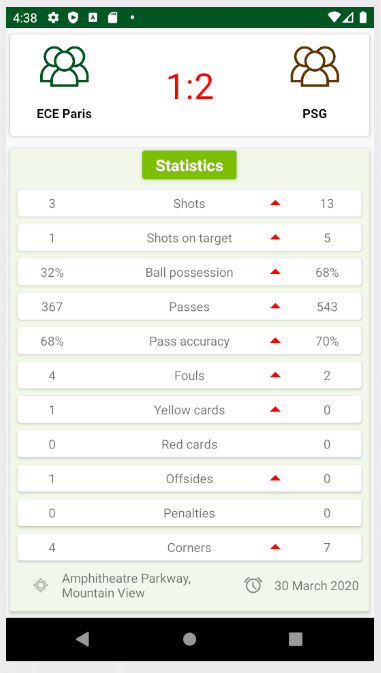 4:38
ECE Paris
1:2
PSG
Statistics
3 Shots 13
1 Shots on target 5
32% Ball possession 68%
367 Passes 543
68% Pass accuracy 70%
4 Fouls 2
1 Yellow cards 0
0 Red cards 0
1 Offsides 0
0 Penalties 0
4 Corners 7
Amphitheatre Parkway,
Mountain View
30 March 2020